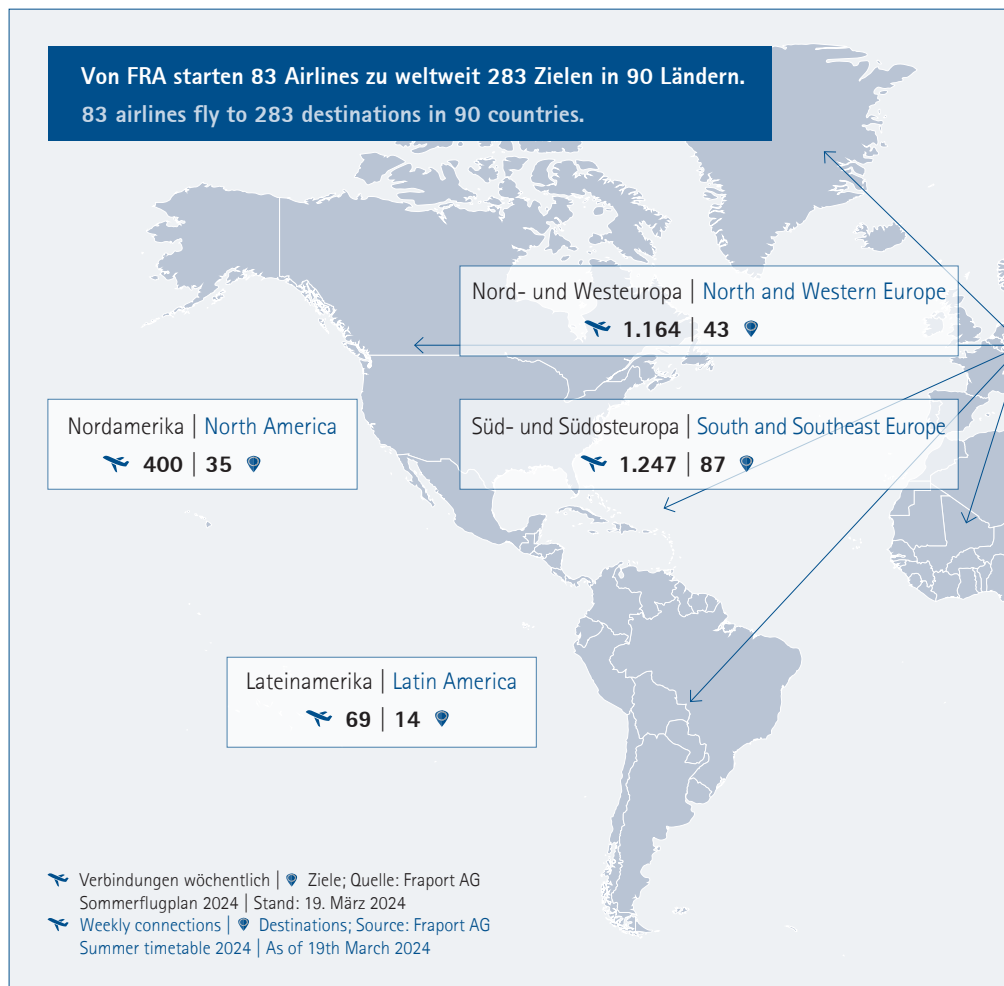 Von FRA starten 83 Airlines zu weltweit 283 Zielen in 90 Ländern.
83 airlines fly to 283 destinations in 90 countries.
Nord- und Westeuropa | North and Western Europe
1.164 | 43
Nordamerika | North America
400 | 35
Süd- und Südosteuropa | South and Southeast Europe
1.247 | 87
Lateinamerika | Latin America
69 | 14
Verbindungen wöchentlich | Ziele; Quelle: Fraport AG
Sommerflugplan 2024 | Stand: 19. März 2024
Weekly connections | Destinations; Source: Fraport AG
Summer timetable 2024 | As of 19th March 2024